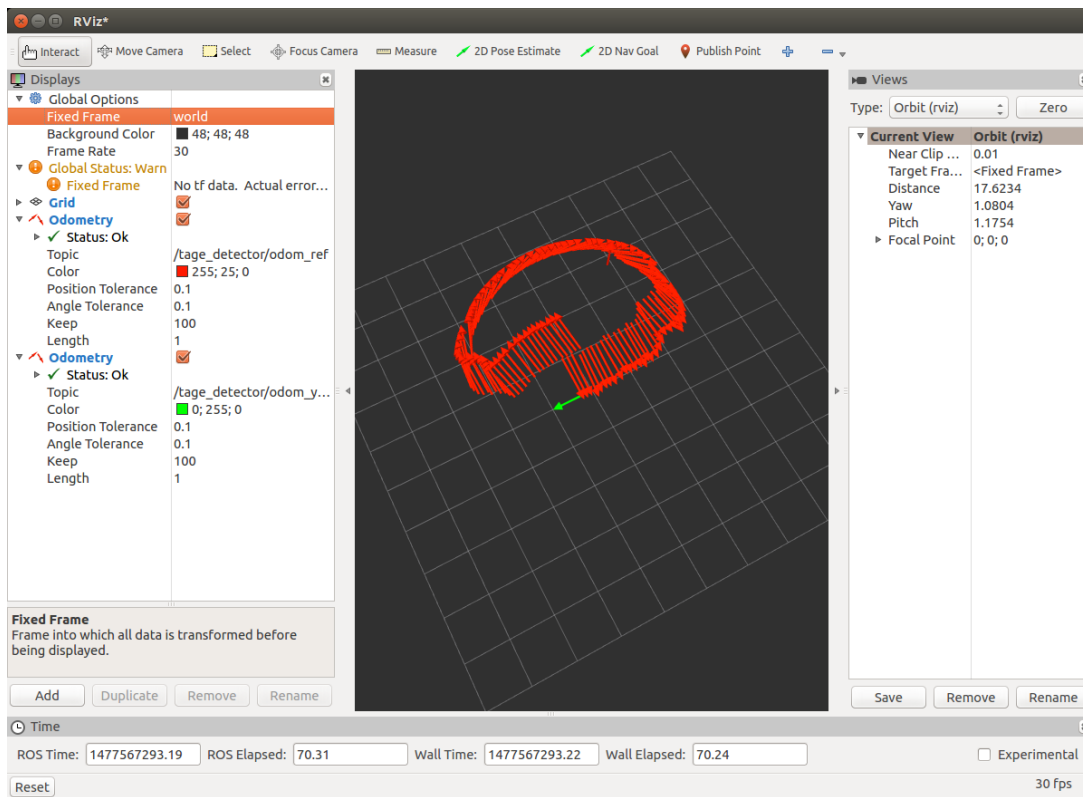 RViz*
Interact Move Camera Select Focus Camera Measure 2D Pose Estimate 2D Nav Goal Publish Point
Displays
Global Options
Fixed Frame world
Background Color 48; 48; 48
Frame Rate 30
Global Status: Warn
Fixed Frame No tf data. Actual error...
Grid
Odometry
Status: Ok
Topic /tage_detector/odom_ref
Color 255; 25; 0
Position Tolerance 0.1
Angle Tolerance 0.1
Keep 100
Length 1
Odometry
Status: Ok
Topic /tage_detector/odom_y...
Color 0; 255; 0
Position Tolerance 0.1
Angle Tolerance 0.1
Keep 100
Length 1
Fixed Frame
Frame into which all data is transformed before
being displayed.
Add Duplicate Remove Rename
Views
Type: Orbit (rviz) Zero
Current View Orbit (rviz)
Near Clip ... 0.01
Target Fra... <Fixed Frame>
Distance 17.6234
Yaw 1.0804
Pitch 1.1754
Focal Point 0; 0; 0
Save Remove Rename
Time
ROS Time: 1477567293.19 ROS Elapsed: 70.31 Wall Time: 1477567293.22 Wall Elapsed: 70.24 Experimental
Reset 30 fps